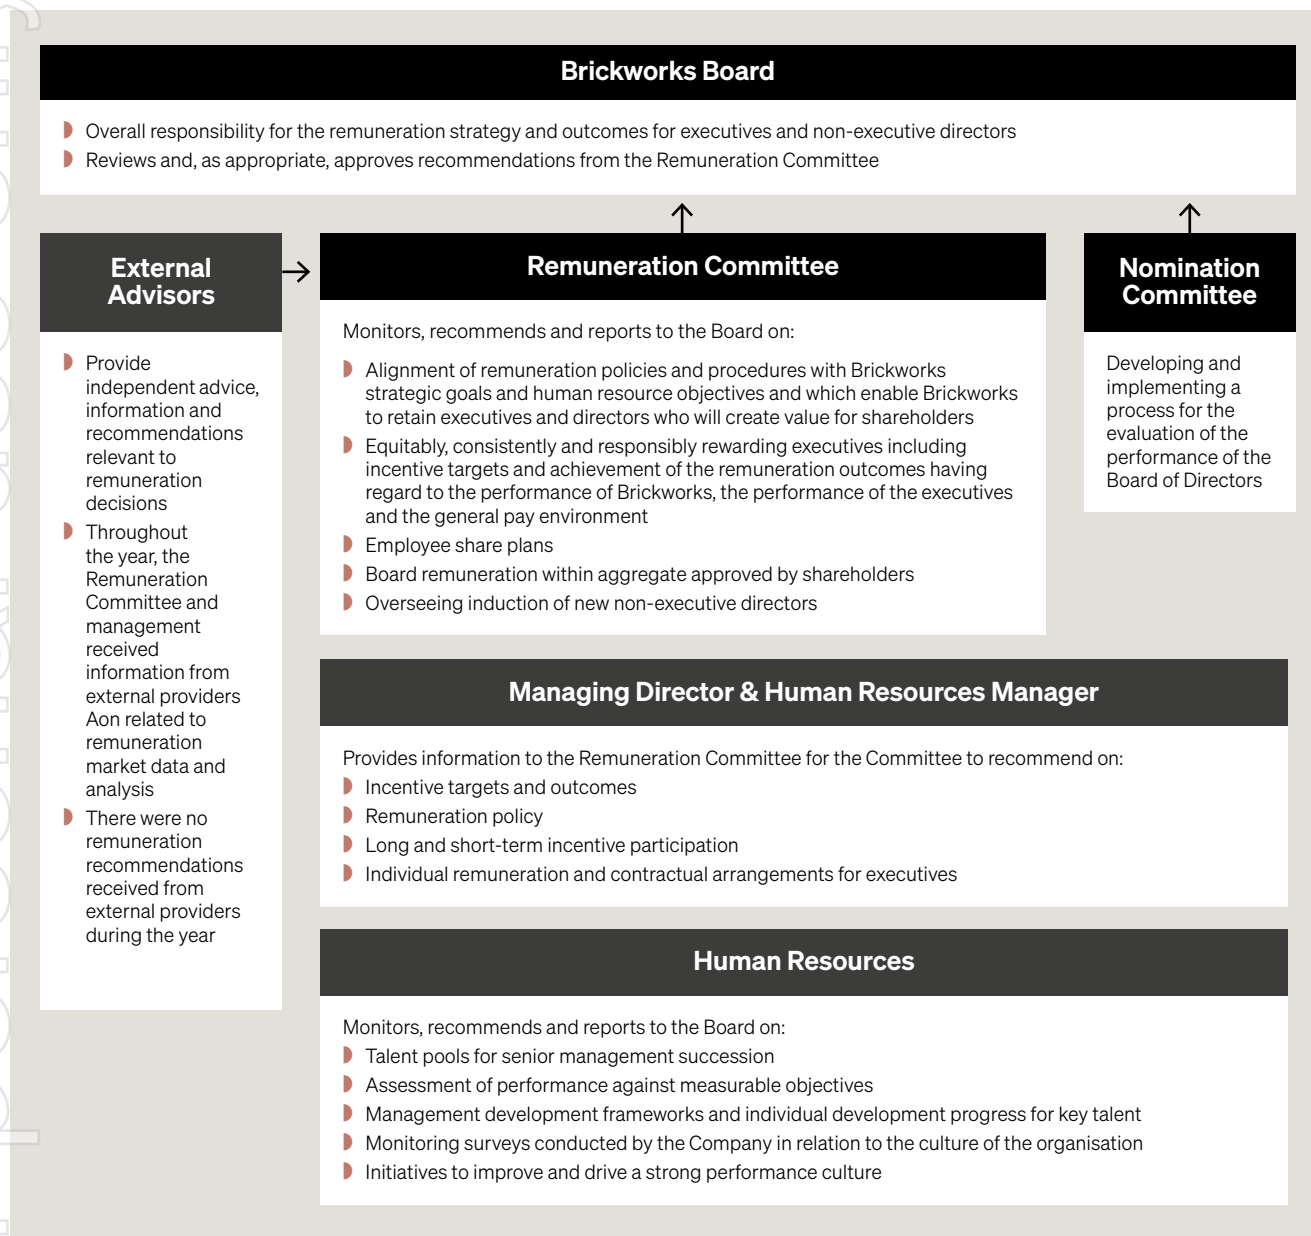 Brickworks Board
Overall responsibility for the remuneration strategy and outcomes for executives and non-executive directors
Reviews and, as appropriate, approves recommendations from the Remuneration Committee
External
Advisors
Provide
independent advice,
information and
recommendations
relevant to
remuneration
decisions
Throughout
the year, the
Remuneration
Committee and
management
received
information from
external providers
Aon related to
remuneration
market data and
analysis
There were no
remuneration
recommendations
received from
external providers
during the year
Remuneration Committee
Monitors, recommends and reports to the Board on:
Alignment of remuneration policies and procedures with Brickworks
strategic goals and human resource objectives and which enable Brickworks
to retain executives and directors who will create value for shareholders
Equitably, consistently and responsibly rewarding executives including
incentive targets and achievement of the remuneration outcomes having
regard to the performance of Brickworks, the performance of the executives
and the general pay environment
Employee share plans
Board remuneration within aggregate approved by shareholders
Overseeing induction of new non-executive directors
Nomination
Committee
Developing and
implementing a
process for the
evaluation of the
performance of the
Board of Directors
Managing Director & Human Resources Manager
Provides information to the Remuneration Committee for the Committee to recommend on:
Incentive targets and outcomes
Remuneration policy
Long and short-term incentive participation
Individual remuneration and contractual arrangements for executives
Human Resources
Monitors, recommends and reports to the Board on:
Talent pools for senior management succession
Assessment of performance against measurable objectives
Management development frameworks and individual development progress for key talent
Monitoring surveys conducted by the Company in relation to the culture of the organisation
Initiatives to improve and drive a strong performance culture